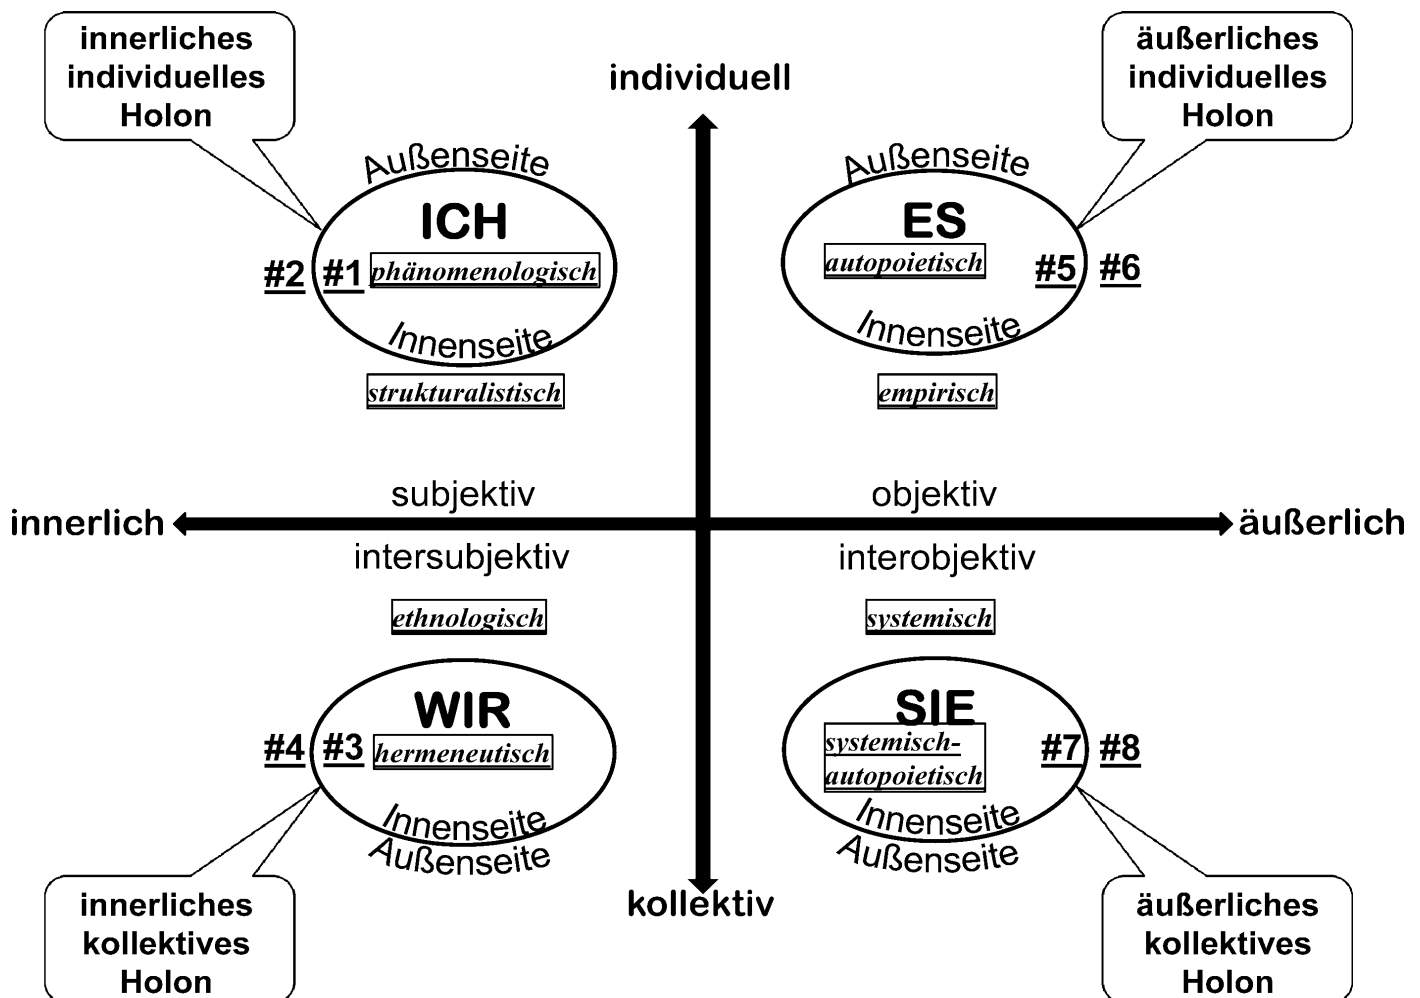 innerliches
individuelles
Holon
individuell
äußerliches
individuelles
Holon
Außenseite
ICH
#2 #1 phänomenologisch
Innenseite
strukturalistisch
Außenseite
ES
autopoietisch
#5 #6
Innenseite
empirisch
subjektiv
objektiv
innerlich
äußerlich
intersubjektiv
interobjektiv
ethnologisch
WIR
#4 #3 hermeneutisch
Innenseite
Außenseite
systemisch
SIE
systemisch-
autopoietisch
#7 #8
Innenseite
Außenseite
innerliches
kollektives
Holon
kollektiv
äußerliches
kollektives
Holon